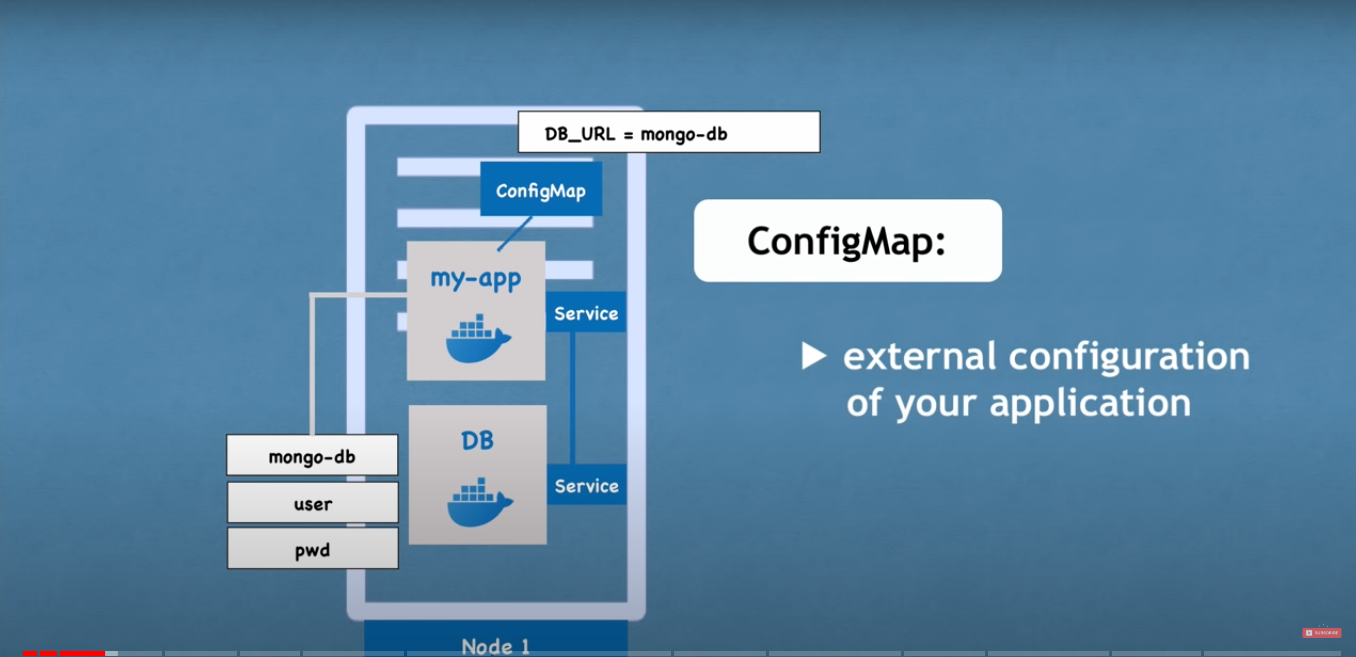 DB_URL = mongo-db
ConfigMap
ConfigMap:
my-app
Service
external configuration
of your application
DB
mongo-db
Service
user
pwd
Node 1
SUBSCRIBE